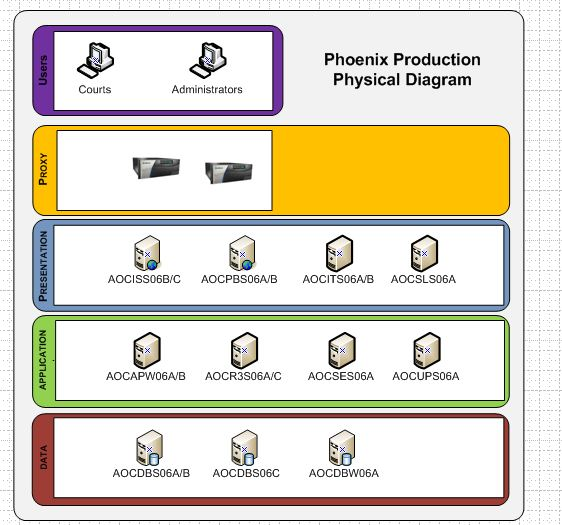 Phoenix Production
Physical Diagram
Users
Courts
Administrators
PROXY
PRESENTATION
AOCISS06B/C
AOCPBS06A/B
AOCITS06A/B
AOCSLS06A
APPLICATION
AOCAPW06A/B
AOCR3S06A/C
AOCSES06A
AOCUPS06A
DATA
AOCDBS06A/B
AOCDBS06C
AOCDBW06A